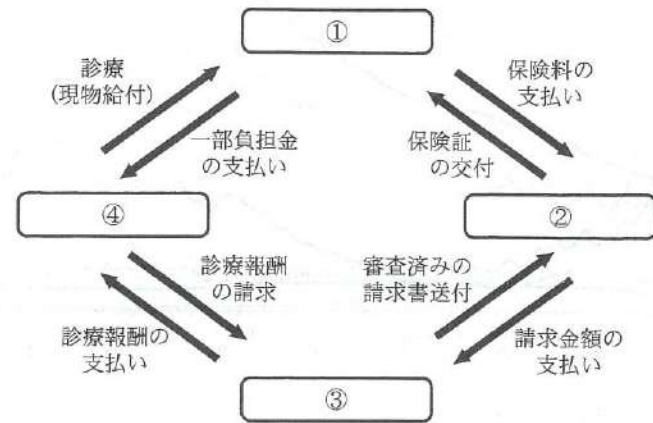 ①
診療
(現物給付)
一部負担金
の支払い
保険料の
支払い
保険証
の交付
④
②
診療報酬
の請求
診療報酬の
支払い
審査済みの
請求書送付
請求金額の
支払い
③